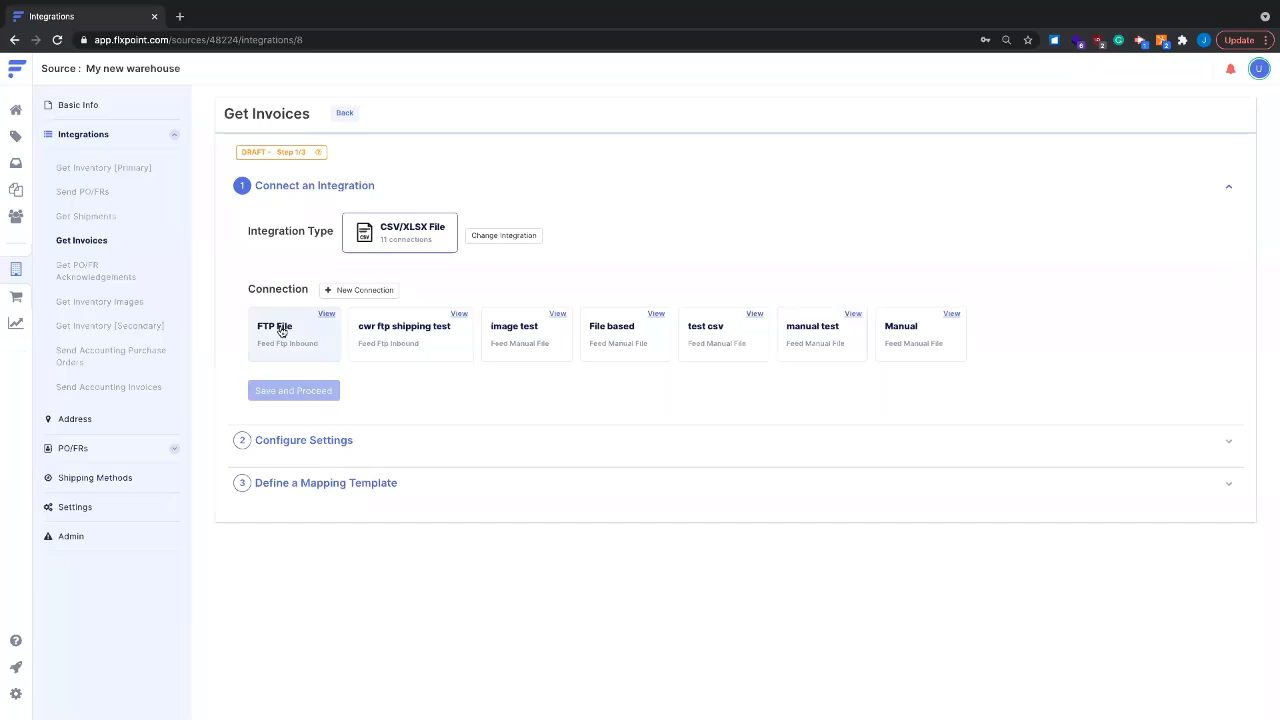 Integrations
app.flxpoint.com/sources/48224/integrations/8
Update
Source : My new warehouse
U
Basic Info
Integrations
Get Inventory [Primary]
Send PO/FRs
Get Shipments
Get Invoices
Get PO/FR
Acknowledgements
Get Inventory Images
Get Inventory [Secondary]
Send Accounting Purchase
Orders
Send Accounting Invoices
Address
PO/FRs
Shipping Methods
Settings
Admin
Get Invoices
Back
DRAFT - Step 1/3
1 Connect an Integration
Integration Type
CSV
CSV/XLSX File
11 connections
Change Integration
Connection
+ New Connection
View
FTP File
Feed Ftp Inbound
View
cwr ftp shipping test
Feed Ftp Inbound
View
image test
Feed Manual File
View
File based
Feed Manual File
View
test csv
Feed Manual File
View
manual test
Feed Manual File
View
Manual
Feed Manual File
Save and Proceed
2 Configure Settings
3 Define a Mapping Template